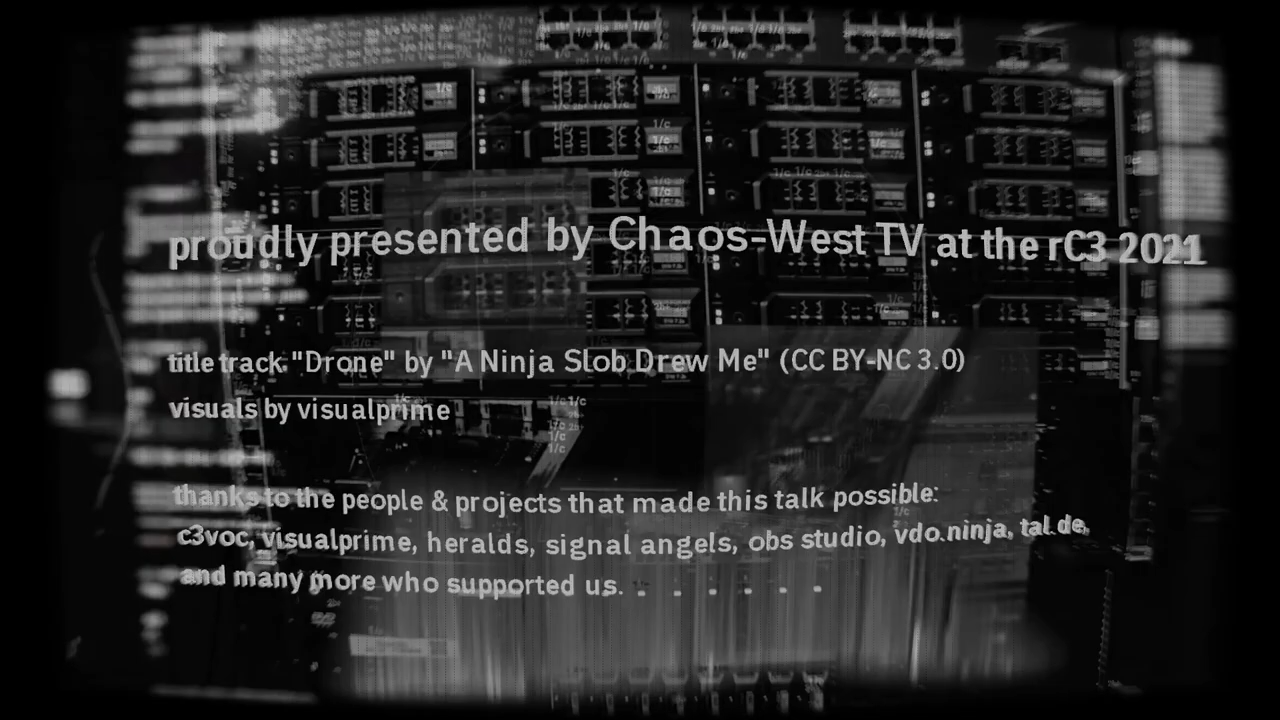 proudly presented by Chaos-West TV at the rC3 2021
title track: "Drone" by "A Ninja Slob Drew Me" (CC BY-NC 3.0)
visuals by visualprime
thanks to the people & projects that made this talk possible:
c3voc, visualprime, heralds, signal angels, obs studio, vdo.ninja, tal.de,
and many more who supported us. . . . . . .